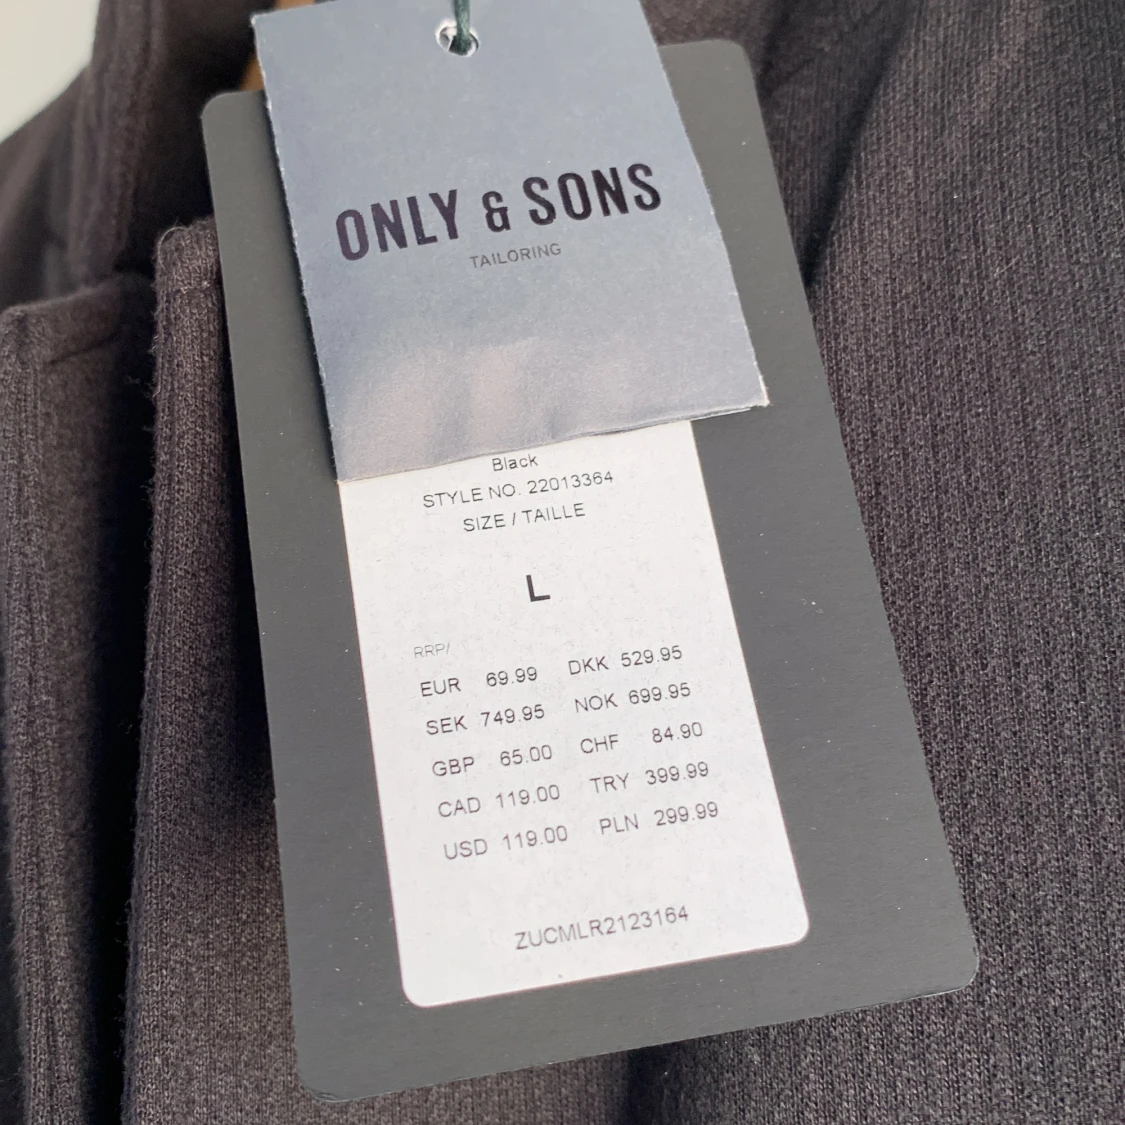 ONLY & SONS
TAILORING
Black
STYLE NO. 22013364
SIZE / TAILLE
L
RRP/
EUR 69.99 DKK 529.95
SEK 749.95 NOK 699.95
GBP 65.00 CHF 84.90
CAD 119.00 TRY 399.99
USD 119.00 PLN 299.99
ZUCMLR2123164